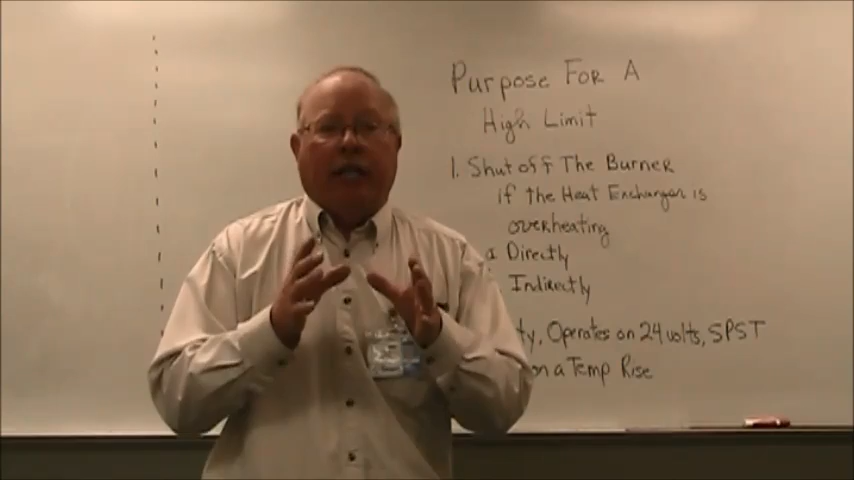 Purpose For A
High Limit
1. Shut off The Burner
if the Heat Exchanger is
overheating
a Directly
Indirectly
ty, Operates on 24 volts, SPST
on a Temp Rise